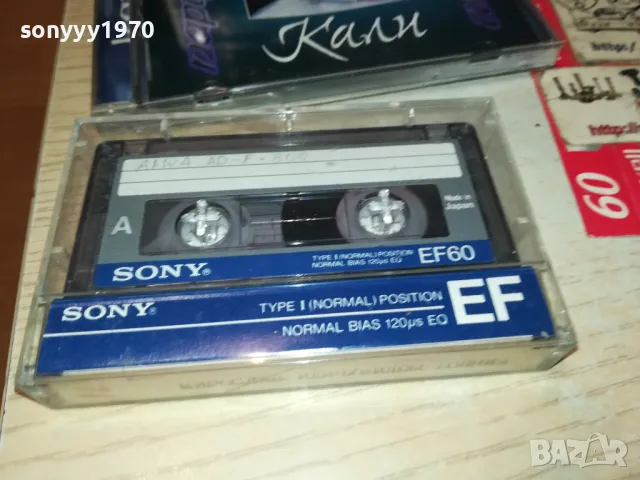 sonyyy1970
Кали
http:/
http:/
60
AIWA AD-F-800
A
Made in
Japan
TYPE I (NORMAL) POSITION
NORMAL BIAS 120µs EQ
EF60
SONY®
SONY®
TYPE I (NORMAL) POSITION
NORMAL BIAS 120µs EQ
EF
bazar